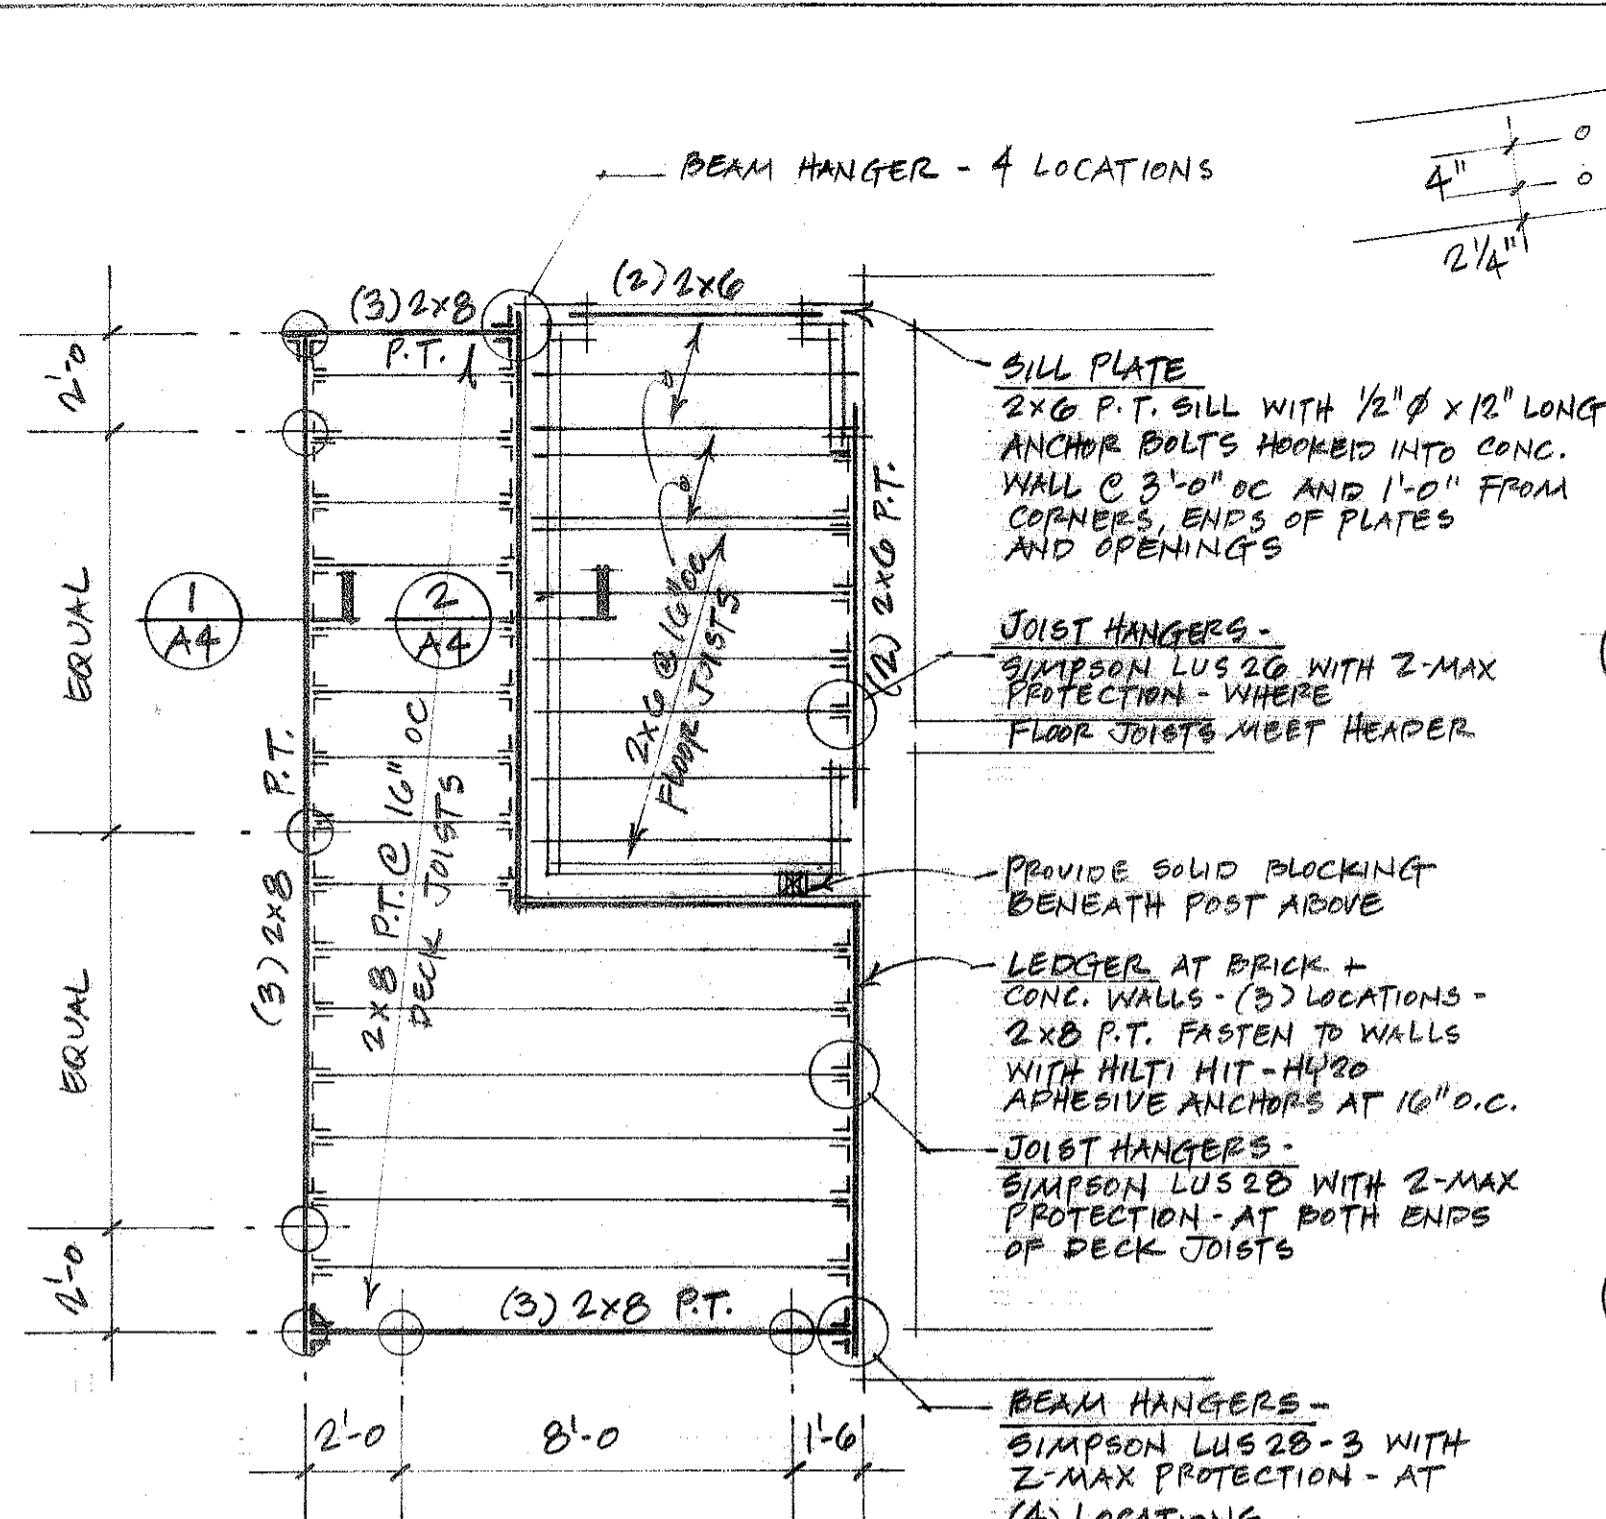 BEAM HANGER - 4 LOCATIONS
4"
2 1/4"
(3) 2x8
P.T.
(2) 2x6
2'-0
EQUAL
EQUAL
2'-0
1
A4
2
A4
(3) 2x8 P.T.
2x8 P.T. @ 16" OC
DECK JOISTS
2x6 @ 16" OC
FLOOR JOISTS
(2) 2x6 P.T.
SILL PLATE
2x6 P.T. SILL WITH 1/2"Ø x 12" LONG
ANCHOR BOLTS HOOKED INTO CONC.
WALL @ 3'-0" OC AND 1'-0" FROM
CORNERS, ENDS OF PLATES
AND OPENINGS
JOIST HANGERS -
SIMPSON LUS 26 WITH Z-MAX
PROTECTION - WHERE
FLOOR JOISTS MEET HEADER
PROVIDE SOLID BLOCKING
BENEATH POST ABOVE
LEDGER AT BRICK +
CONC. WALLS - (3) LOCATIONS -
2x8 P.T. FASTEN TO WALLS
WITH HILTI HIT-HY20
ADHESIVE ANCHORS AT 16" O.C.
JOIST HANGERS -
SIMPSON LUS 28 WITH Z-MAX
PROTECTION - AT BOTH ENDS
OF DECK JOISTS
(3) 2x8 P.T.
2'-0
8'-0
1'-6
BEAM HANGERS -
SIMPSON LUS 28-3 WITH
Z-MAX PROTECTION - AT
(4) LOCATIONS